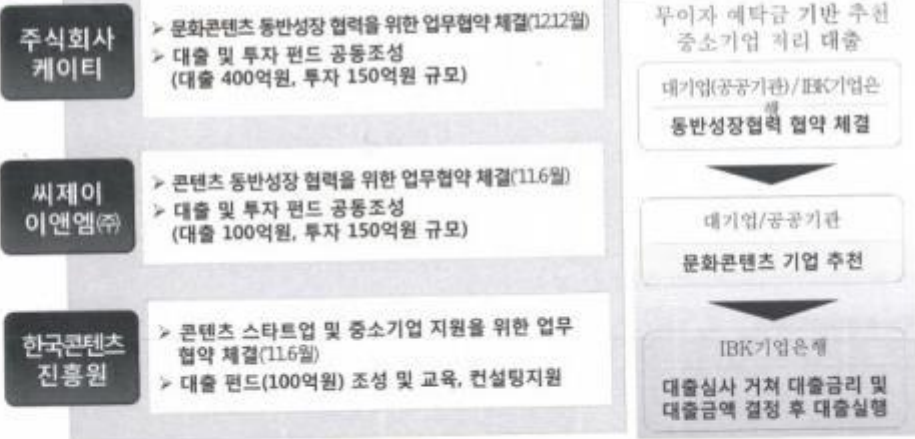 주식회사
케이티
➢ 문화콘텐츠 동반성장 협력을 위한 업무협약 체결('12.12월)
➢ 대출 및 투자 펀드 공동조성
(대출 400억원, 투자 150억원 규모)
씨제이
이앤엠㈜
➢ 콘텐츠 동반성장 협력을 위한 업무협약 체결('11.6월)
➢ 대출 및 투자 펀드 공동조성
(대출 100억원, 투자 150억원 규모)
한국콘텐츠
진흥원
➢ 콘텐츠 스타트업 및 중소기업 지원을 위한 업무
협약 체결('11.6월)
➢ 대출 펀드(100억원) 조성 및 교육, 컨설팅지원
무이자 예탁금 기반 추천
중소기업 저리 대출
대기업(공공기관)/IBK기업은
행
동반성장협력 협약 체결
대기업/공공기관
문화콘텐츠 기업 추천
IBK기업은행
대출심사 거쳐 대출금리 및
대출금액 결정 후 대출실행